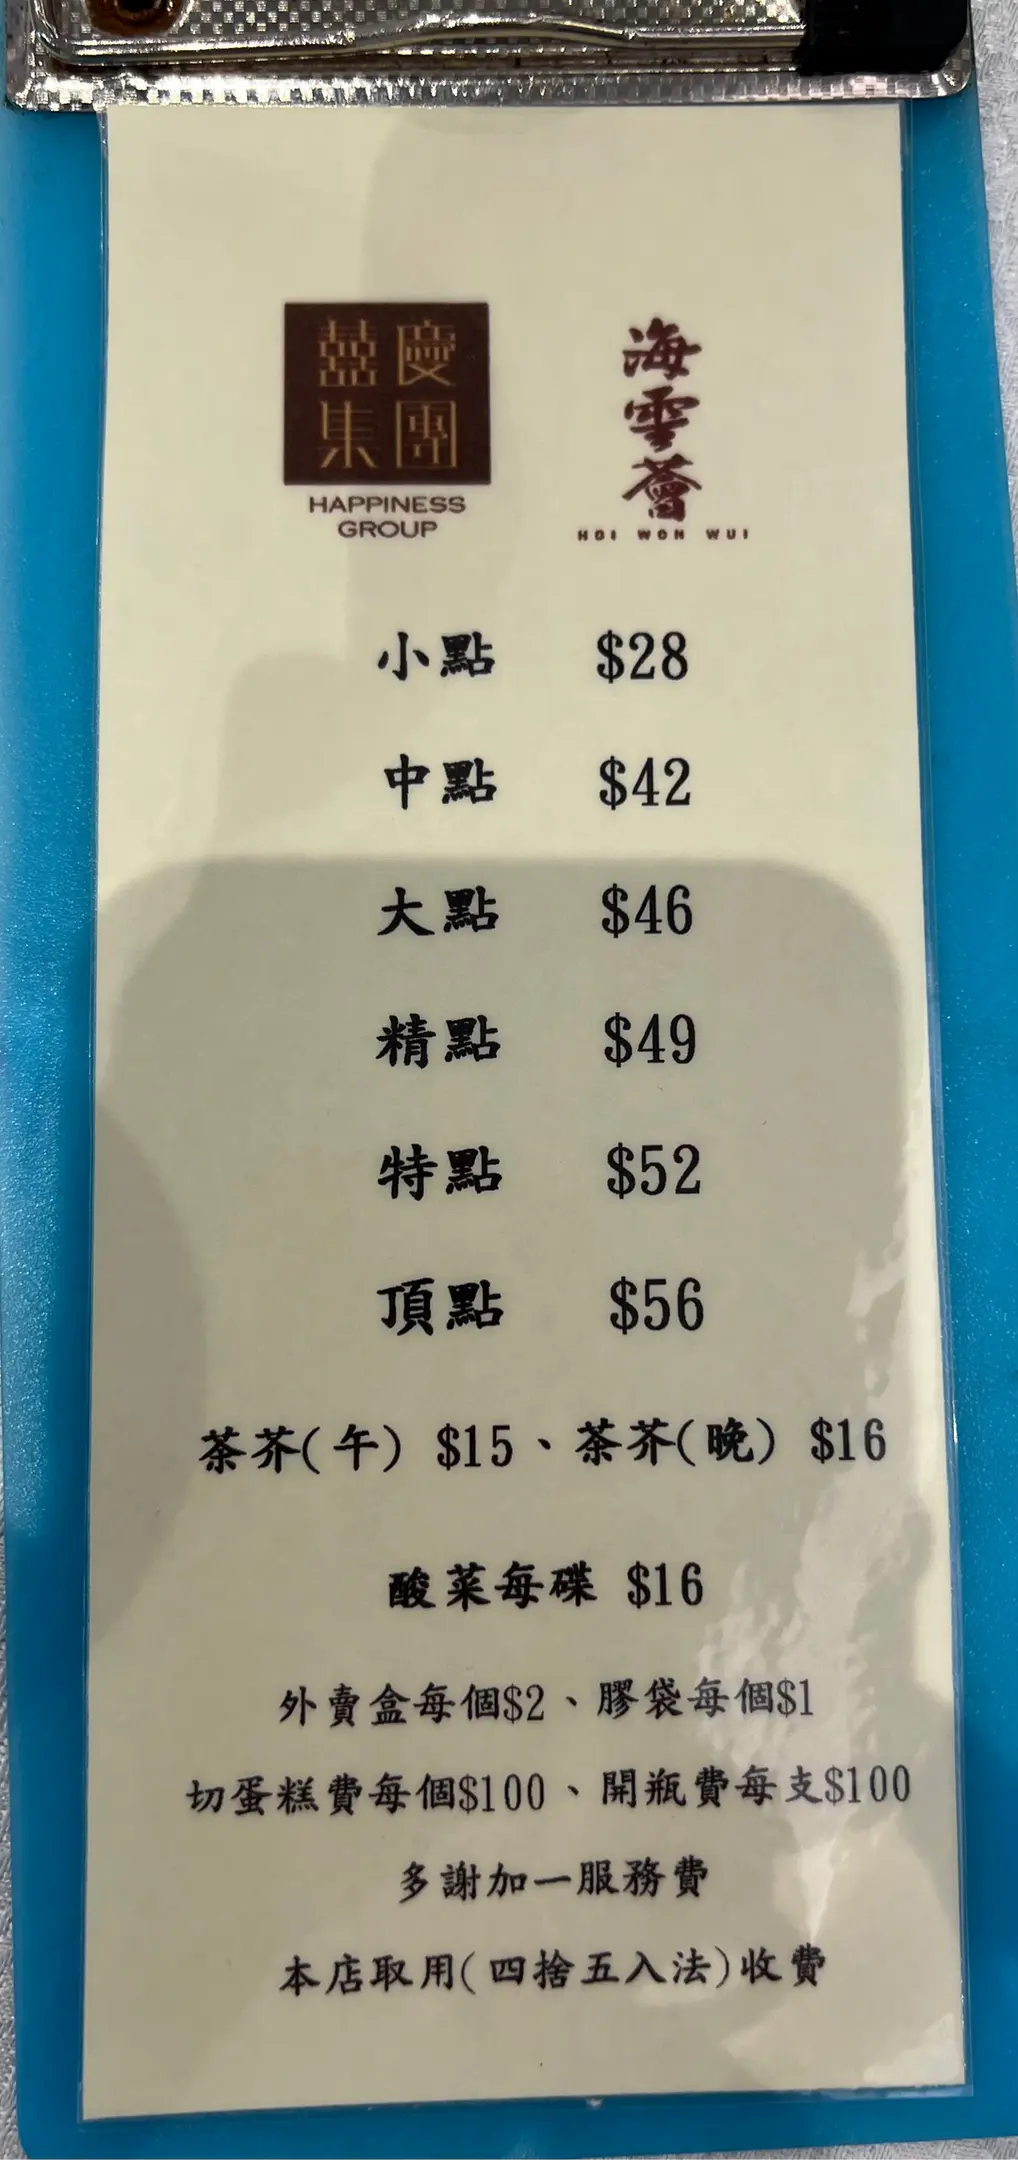 囍慶
集團
HAPPINESS
GROUP
海雲薈
HOI WON WUI
小點 $28
中點 $42
大點 $46
精點 $49
特點 $52
頂點 $56
茶芥(午) $15、茶芥(晚) $16
酸菜每碟 $16
外賣盒每個$2、膠袋每個$1
切蛋糕費每個$100、開瓶費每支$100
多謝加一服務費
本店取用(四捨五入法)收費